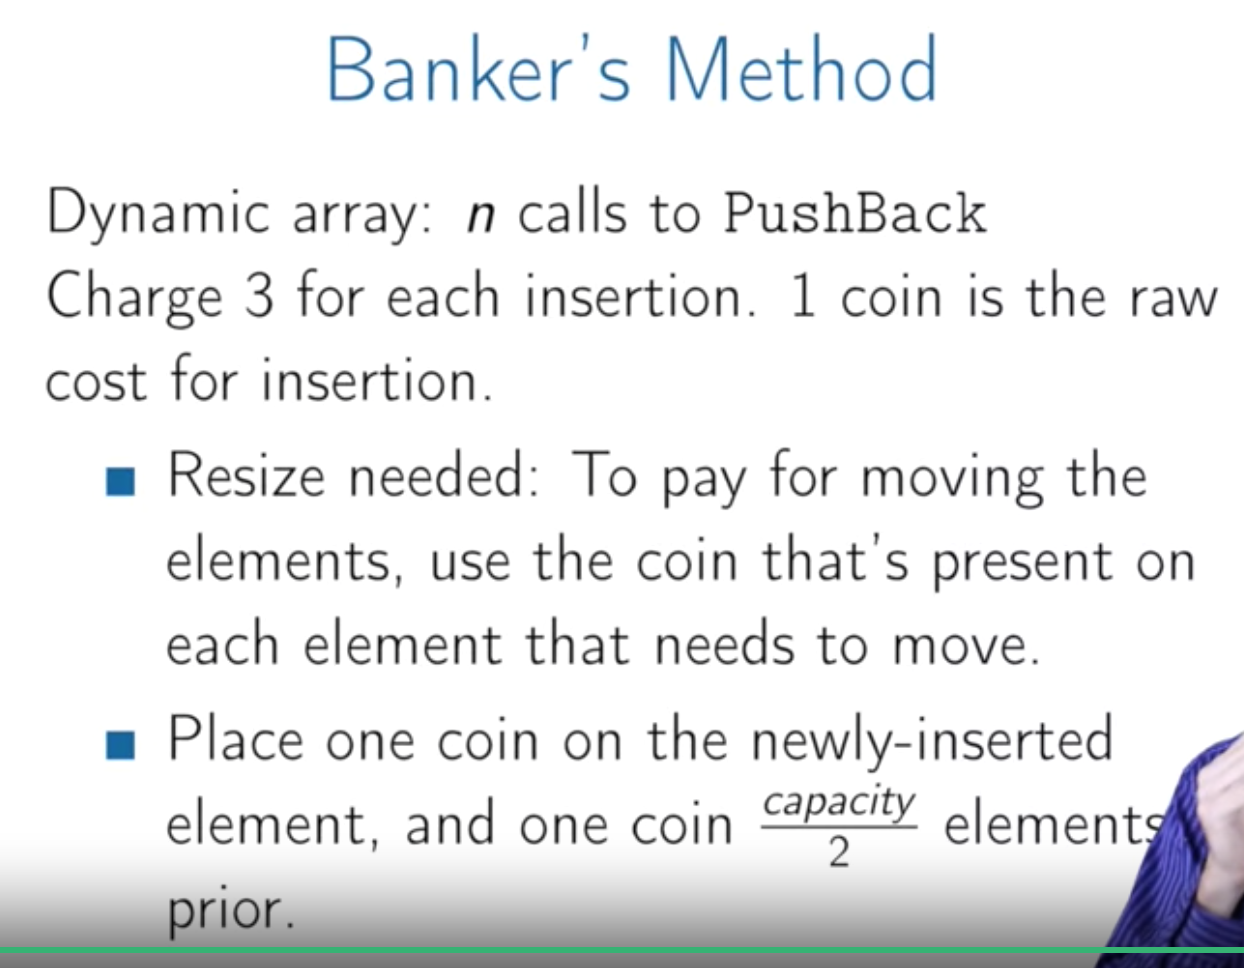 Banker's Method
Dynamic array: n calls to PushBack
Charge 3 for each insertion. 1 coin is the raw
cost for insertion.
Resize needed: To pay for moving the
elements, use the coin that's present on
each element that needs to move.
Place one coin on the newly-inserted
element, and one coin capacity/2 elements
prior.